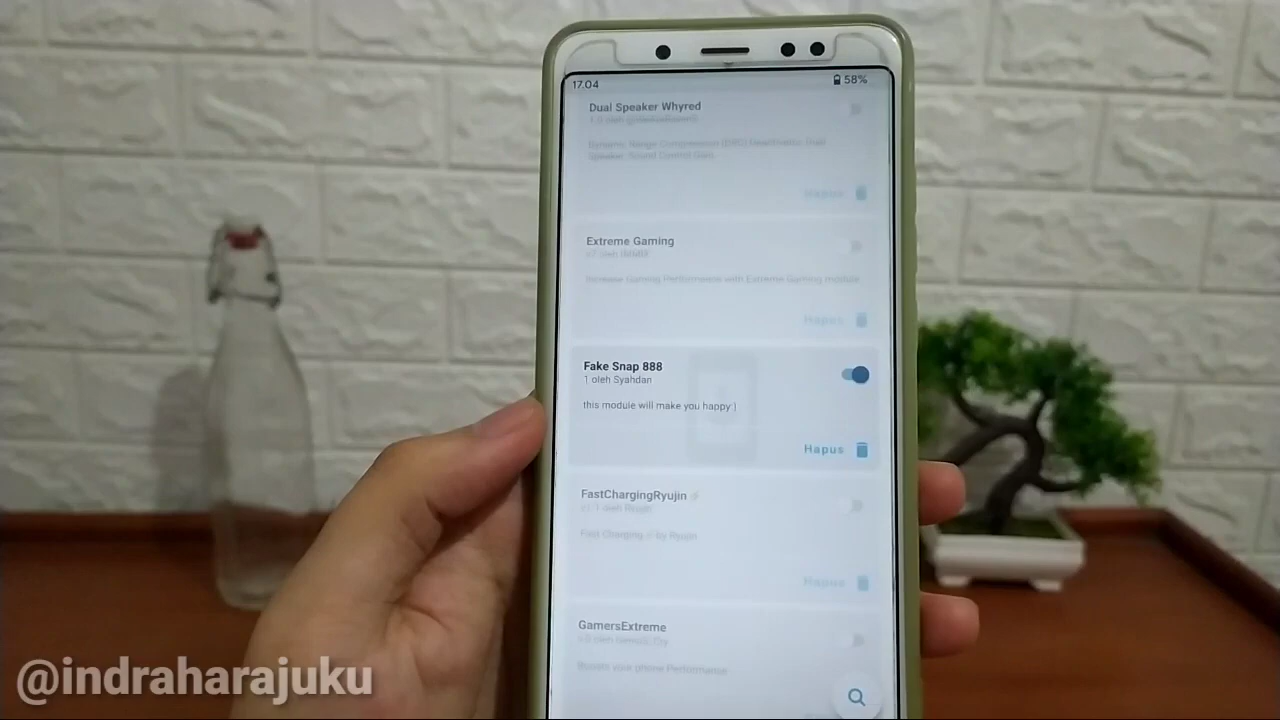 17.04
58%
Dual Speaker Whyred
Dynamic Range Compression (DRC) Deactivated, Dual
Speaker, Sound Control Gain
Hapus
Extreme Gaming
Increase Gaming Performance with Extreme Gaming module
Hapus
Fake Snap 888
1 oleh Syahdan
this module will make you happy :)
Hapus
FastChargingRyujin⚡
Fast Charging ⚡ by Ryujin
Hapus
GamersExtreme
Boosts your phone Performance
@indraharajuku